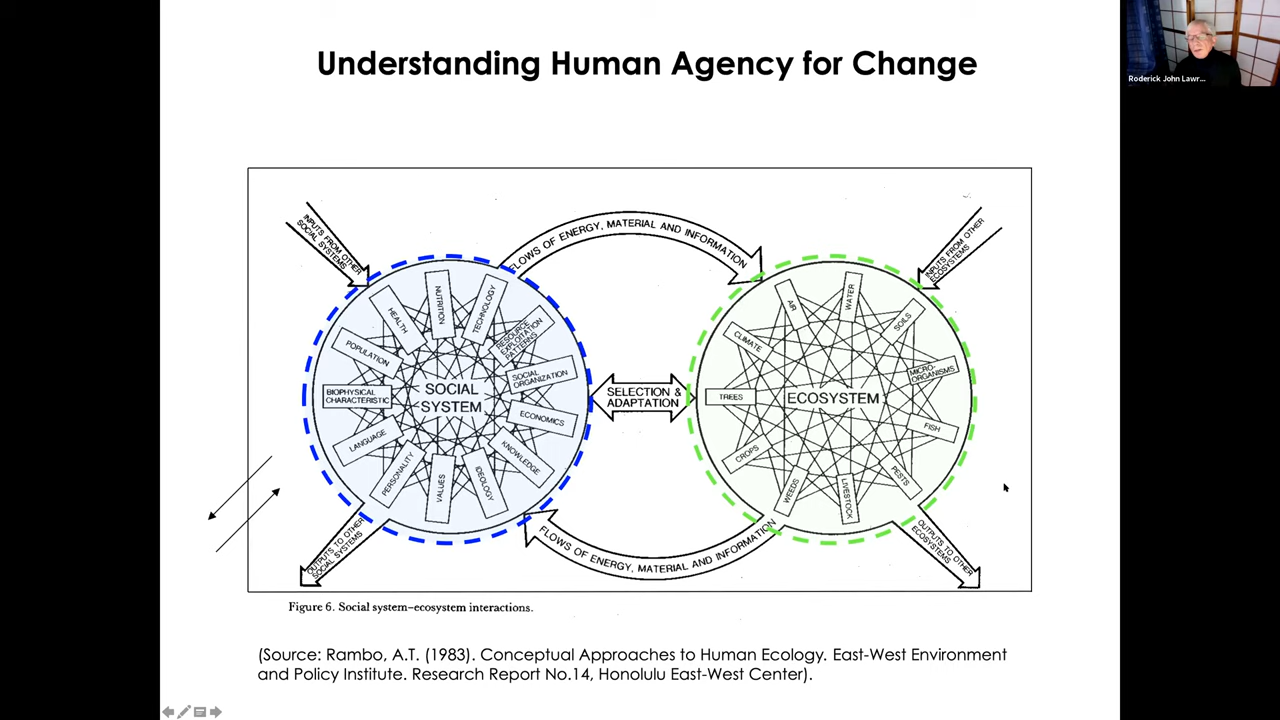 Understanding Human Agency for Change
Roderick John Lawr...
INPUTS FROM OTHER
SOCIAL SYSTEMS
FLOWS OF ENERGY, MATERIAL AND INFORMATION
INPUTS FROM OTHER
ECOSYSTEMS
NUTRITION
TECHNOLOGY
HEALTH
RESOURCE
EXPLOITATION
PATTERNS
POPULATION
SOCIAL
ORGANIZATION
BIOPHYSICAL
CHARACTERISTIC
SOCIAL
SYSTEM
ECONOMICS
LANGUAGE
KNOWLEDGE
PERSONALITY
VALUES
IDEOLOGY
SELECTION &
ADAPTATION
AIR
WATER
SOILS
CLIMATE
MICRO-
ORGANISMS
TREES
ECOSYSTEM
FISH
CROPS
PESTS
WEEDS
LIVESTOCK
OUTPUTS TO OTHER
SOCIAL SYSTEMS
FLOWS OF ENERGY, MATERIAL AND INFORMATION
OUTPUTS TO OTHER
ECOSYSTEMS
Figure 6. Social system–ecosystem interactions.
(Source: Rambo, A.T. (1983). Conceptual Approaches to Human Ecology. East-West Environment
and Policy Institute. Research Report No.14, Honolulu East-West Center).